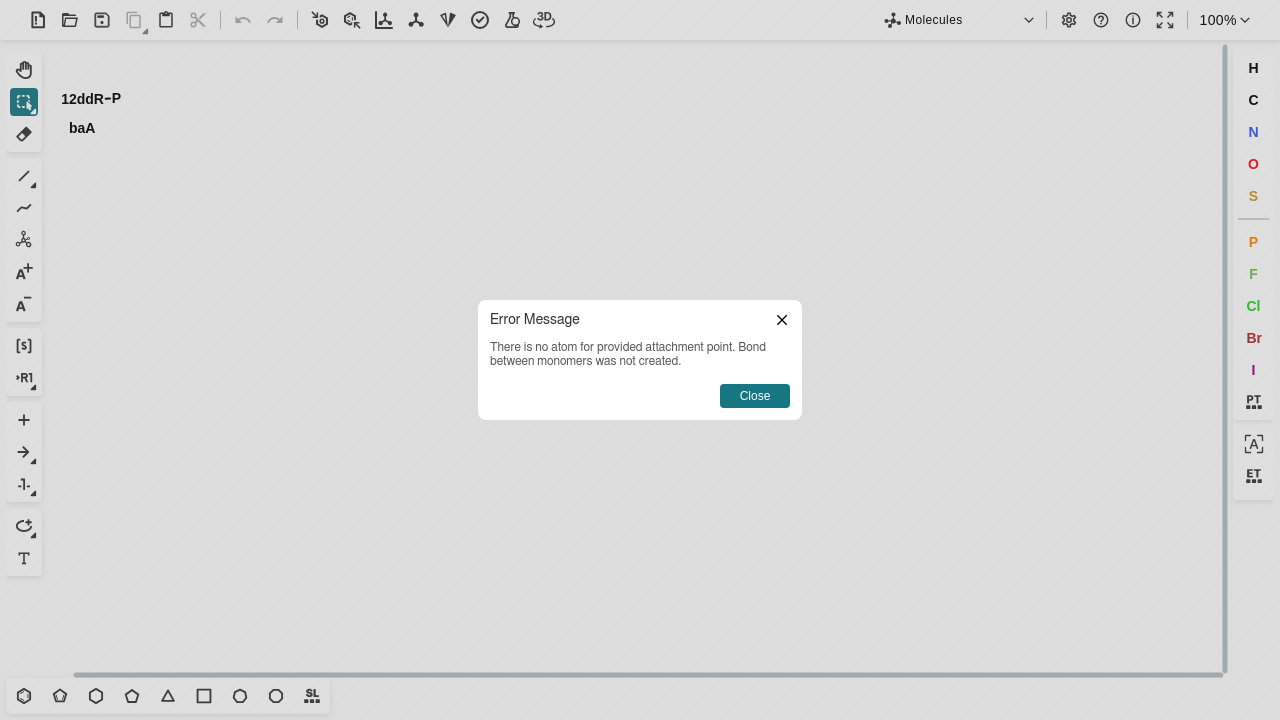 3D
Molecules
100%
12ddR-P
baA
Error Message
There is no atom for provided attachment point. Bond
between monomers was not created.
Close
H
C
N
O
S
P
F
Cl
Br
I
PT
[A]
ET
A+
A-
[S]
R1
T
SL